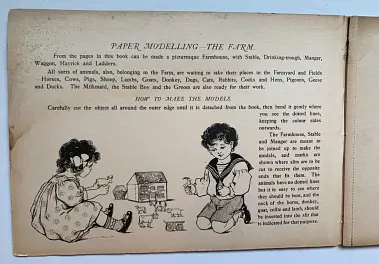 PAPER MODELLING—THE FARM.
From the pages in this book can be made a picturesque Farmhouse, with Stable, Drinking-trough, Manger,
Waggon, Hayrick and Ladders.
All sorts of animals, also, belonging to the Farm, are waiting to take their places in the Farmyard and Fields
—Horses, Cows, Pigs, Sheep, Lambs, Goats, Donkey, Dogs, Cats, Rabbits, Cocks and Hens, Pigeons, Geese
and Ducks. The Milkmaid, the Stable Boy and the Groom are also ready for their work.
HOW TO MAKE THE MODELS.
Carefully cut the object all around the outer edge until it is detached from the book, then bend it gently where
you see the dotted lines,
keeping the colour sides
outwards.
The Farmhouse, Stable
and Manger are meant to
be joined up to make the
models, and marks are
shown where slits are to be
cut to receive the opposite
ends that fix them. The
animals have no dotted lines
but it is easy to see where
they should be bent, and the
neck of the horse, donkey,
goat, collie and lamb, should
be inserted into the slit that
is indicated for that purpose.